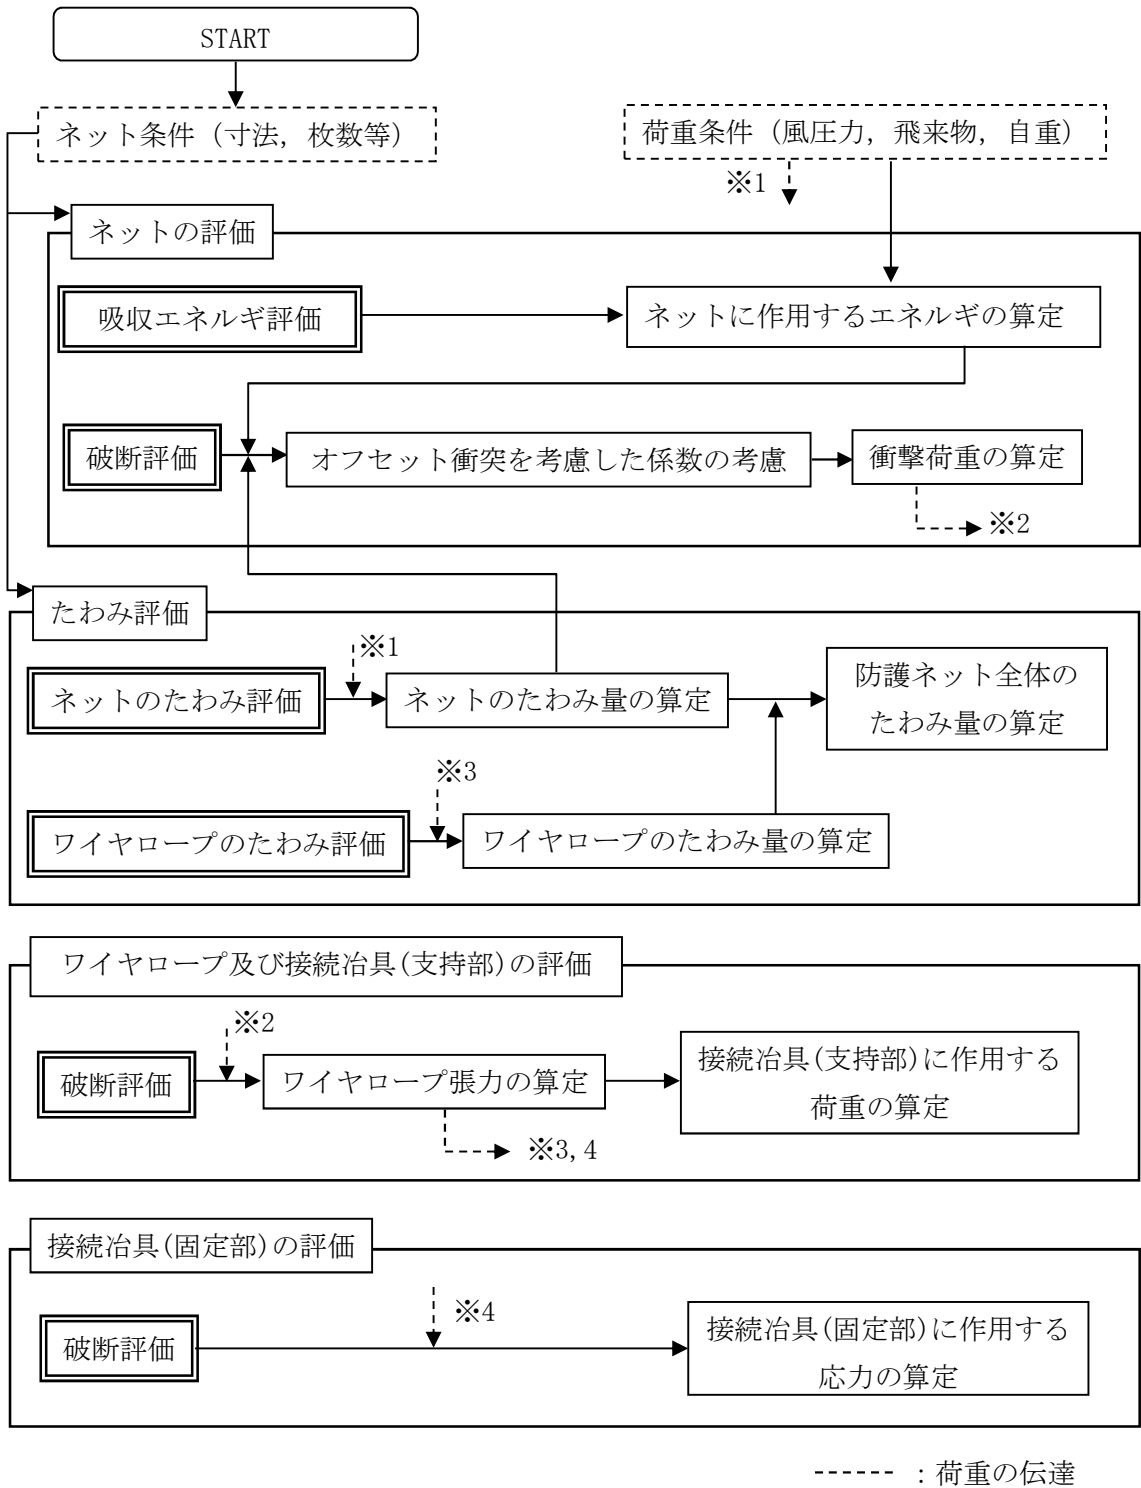 START
ネット条件（寸法，枚数等）
荷重条件（風圧力，飛来物，自重）
※1
ネットの評価
吸収エネルギ評価
ネットに作用するエネルギの算定
破断評価
オフセット衝突を考慮した係数の考慮
衝撃荷重の算定
※2
たわみ評価
※1
ネットのたわみ評価
ネットのたわみ量の算定
防護ネット全体の
たわみ量の算定
※3
ワイヤロープのたわみ評価
ワイヤロープのたわみ量の算定
ワイヤロープ及び接続冶具(支持部)の評価
※2
破断評価
ワイヤロープ張力の算定
接続冶具(支持部)に作用する
荷重の算定
※3,4
接続冶具(固定部)の評価
※4
破断評価
接続冶具(固定部)に作用する
応力の算定
：荷重の伝達